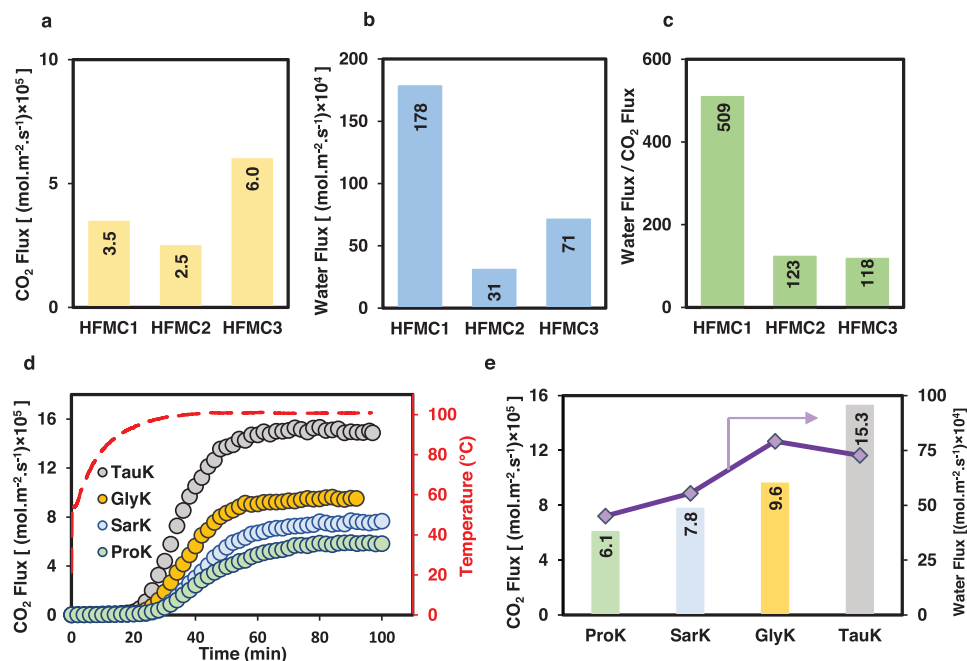 a
CO₂ Flux [ (mol.m⁻².s⁻¹)×10⁵ ]
10
5
0
3.5
2.5
6.0
HFMC1 HFMC2 HFMC3
b
Water Flux [ (mol.m⁻².s⁻¹)×10⁴ ]
200
150
100
50
0
178
31
71
HFMC1 HFMC2 HFMC3
c
Water Flux / CO₂ Flux
600
400
200
0
509
123
118
HFMC1 HFMC2 HFMC3
d
CO₂ Flux [ (mol.m⁻².s⁻¹)×10⁵ ]
16
12
8
4
0
TauK
GlyK
SarK
ProK
100
80
60
40
20
0
Temperature (°C)
0 20 40 60 80 100
Time (min)
e
CO₂ Flux [(mol.m⁻².s⁻¹)×10⁵ ]
16
12
8
4
0
6.1
7.8
9.6
15.3
100
75
50
25
0
Water Flux [(mol.m⁻².s⁻¹)×10⁴]
ProK SarK GlyK TauK